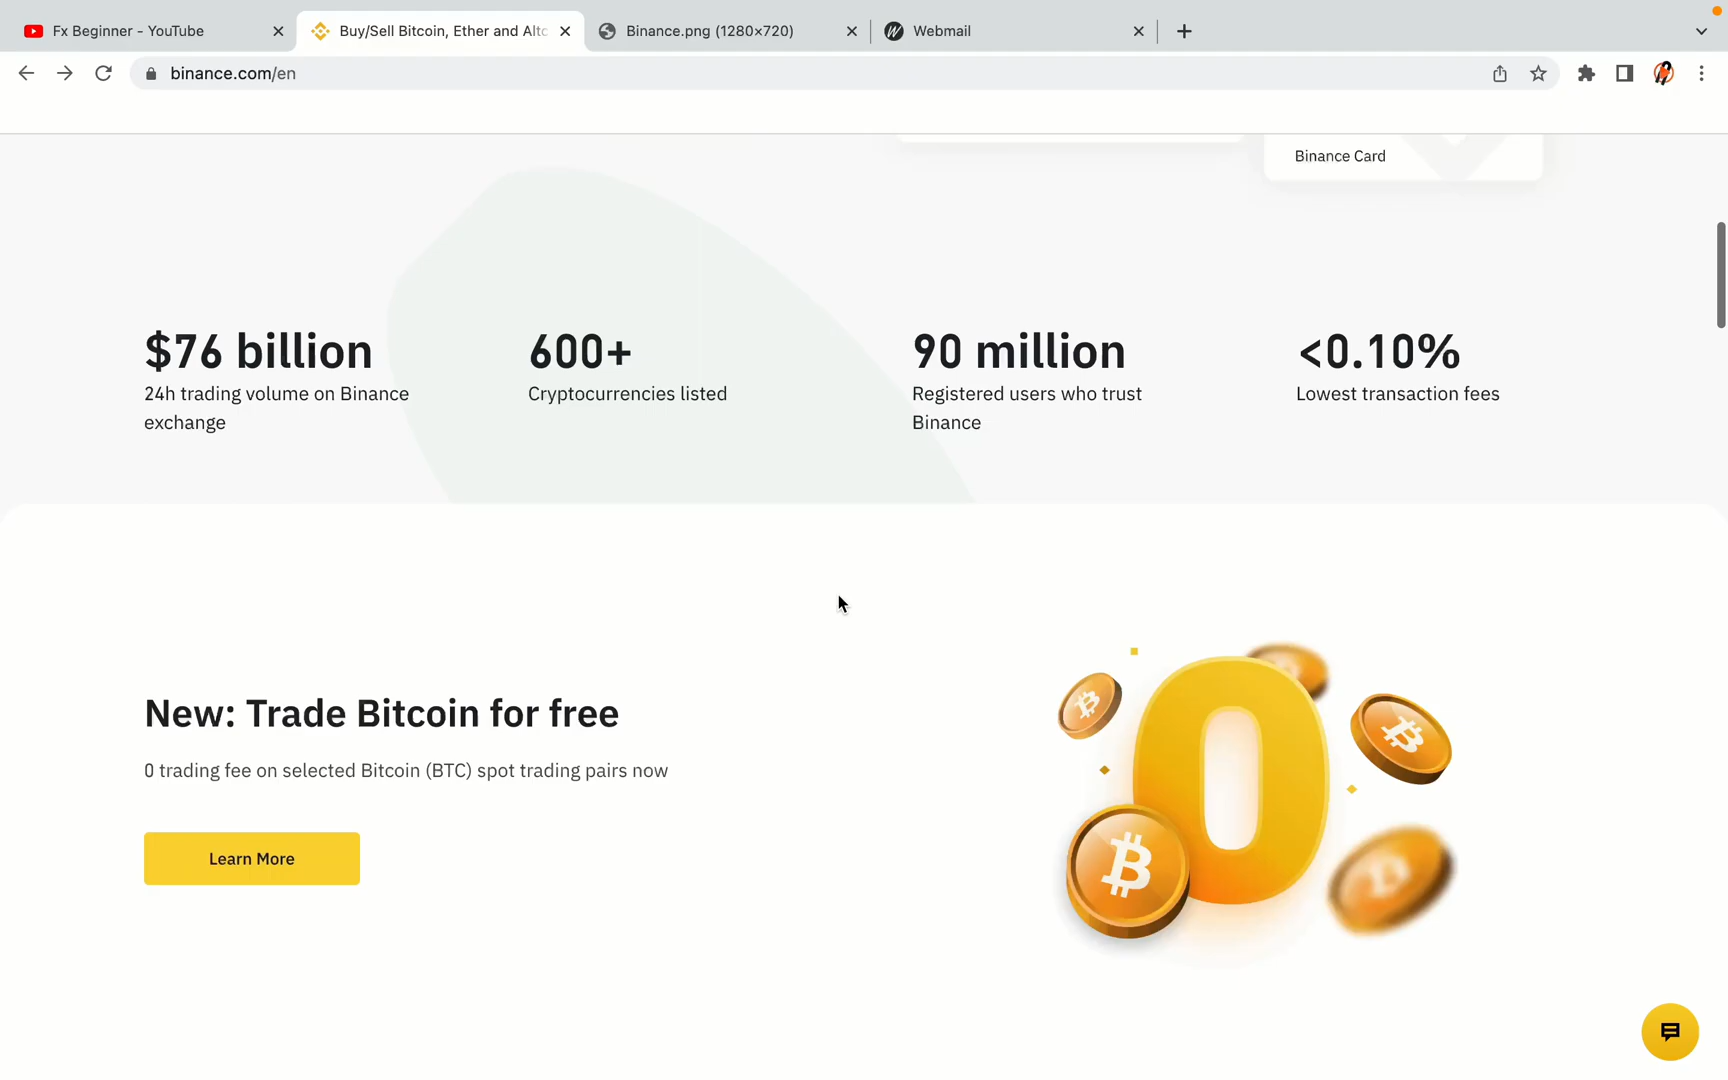 Fx Beginner - YouTube
Buy/Sell Bitcoin, Ether and Altc
Binance.png (1280×720)
Webmail
binance.com/en
Binance Card
$76 billion
24h trading volume on Binance
exchange
600+
Cryptocurrencies listed
90 million
Registered users who trust
Binance
<0.10%
Lowest transaction fees
New: Trade Bitcoin for free
0 trading fee on selected Bitcoin (BTC) spot trading pairs now
Learn More
0